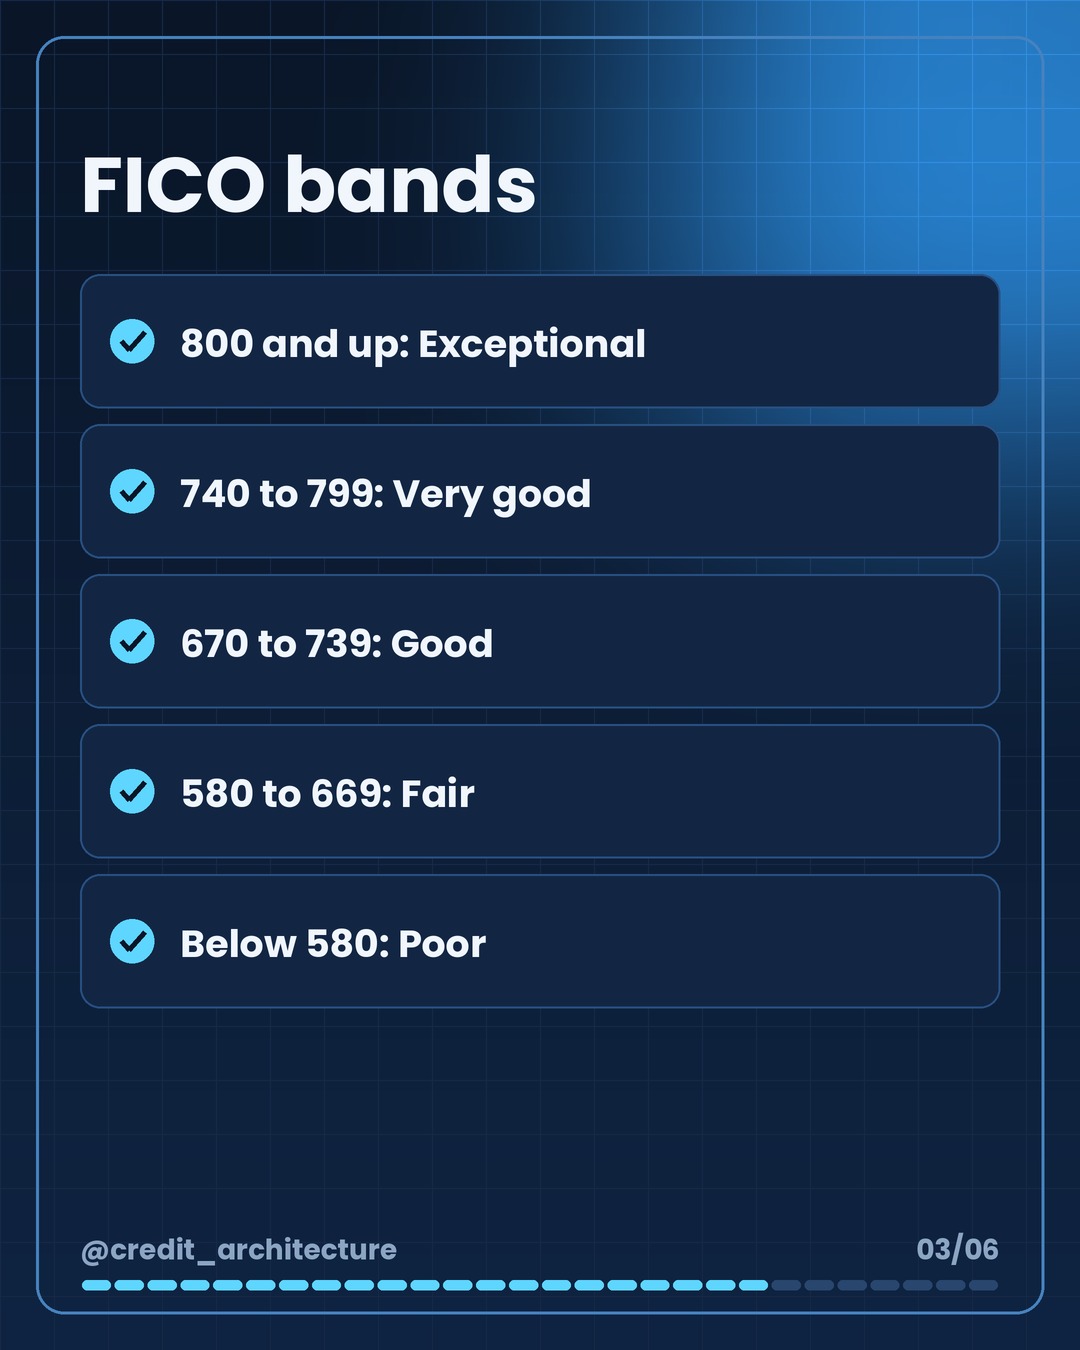 FICO bands
800 and up: Exceptional
740 to 799: Very good
670 to 739: Good
580 to 669: Fair
Below 580: Poor
@credit_architecture
03/06